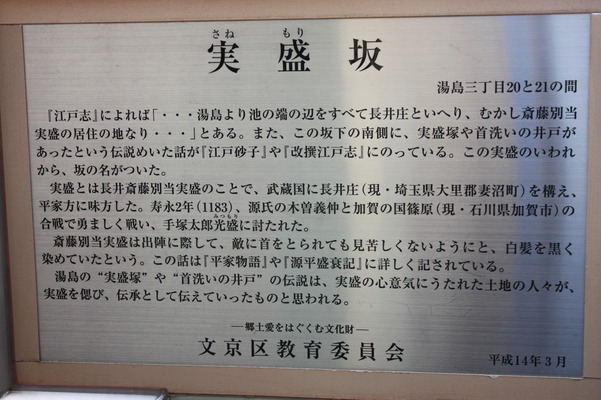 さね もり
実盛坂
湯島三丁目20と21の間
『江戸志』によれば「・・・湯島より池の端の辺をすべて長井庄といへり、むかし斎藤別当
実盛の居住の地なり・・・」とある。また、この坂下の南側に、実盛塚や首洗いの井戸が
あったという伝説めいた話が『江戸砂子』や『改撰江戸志』にのっている。この実盛のいわれ
から、坂の名がついた。
実盛とは長井斎藤別当実盛のことで、武蔵国に長井庄（現・埼玉県大里郡妻沼町）を構え、
平家方に味方した。寿永2年（1183）、源氏の木曽義仲と加賀の国篠原（現・石川県加賀市）の
みつもり
合戦で勇ましく戦い、手塚太郎光盛に討たれた。
斎藤別当実盛は出陣に際して、敵に首をとられても見苦しくないようにと、白髪を黒く
染めていたという。この話は『平家物語』や『源平盛衰記』に詳しく記されている。
湯島の“実盛塚”や“首洗いの井戸”の伝説は、実盛の心意気にうたれた土地の人々が、
実盛を偲び、伝承として伝えていったものと思われる。
―郷土愛をはぐくむ文化財―
文京区教育委員会
平成14年3月